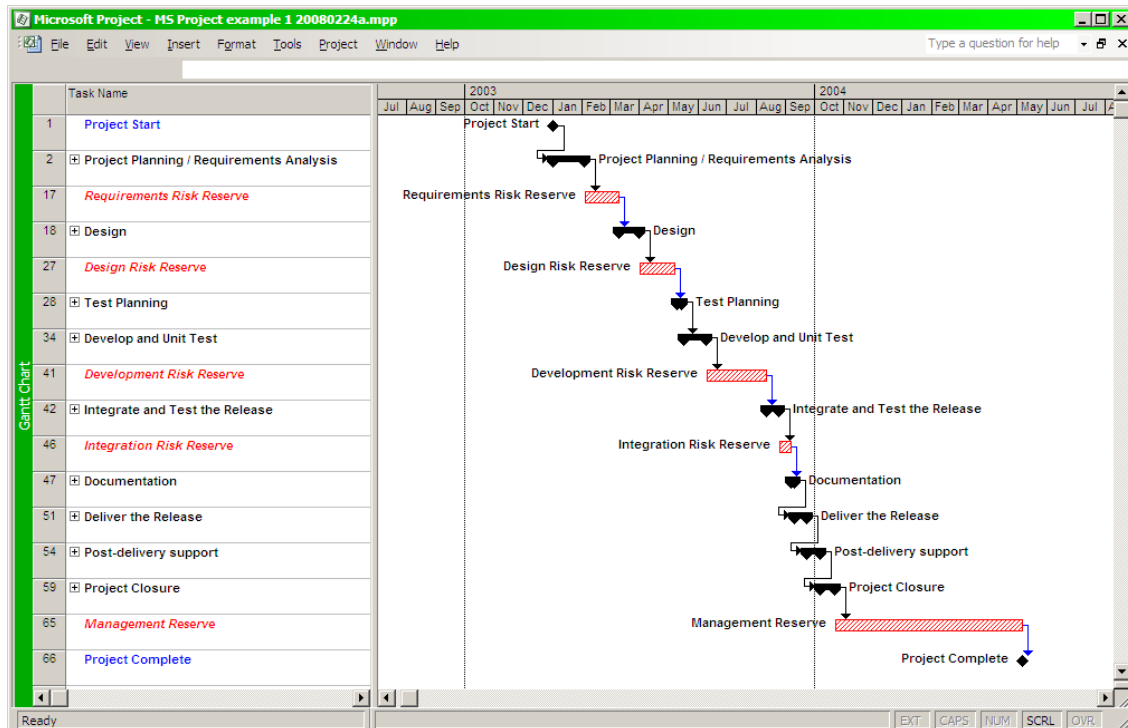 Microsoft Project - MS Project example 1 20080224a.mpp
File Edit View Insert Format Tools Project Window Help Type a question for help
Task Name 2003 2004
Jul Aug Sep Oct Nov Dec Jan Feb Mar Apr May Jun Jul Aug Sep Oct Nov Dec Jan Feb Mar Apr May Jun Jul A
1 Project Start Project Start
2 Project Planning / Requirements Analysis Project Planning / Requirements Analysis
17 Requirements Risk Reserve Requirements Risk Reserve
18 Design Design
27 Design Risk Reserve Design Risk Reserve
28 Test Planning Test Planning
34 Develop and Unit Test Develop and Unit Test
41 Development Risk Reserve Development Risk Reserve
42 Integrate and Test the Release Integrate and Test the Release
46 Integration Risk Reserve Integration Risk Reserve
47 Documentation Documentation
51 Deliver the Release Deliver the Release
54 Post-delivery support Post-delivery support
59 Project Closure Project Closure
65 Management Reserve Management Reserve
66 Project Complete Project Complete
Gantt Chart
Ready EXT CAPS NUM SCRL OVR